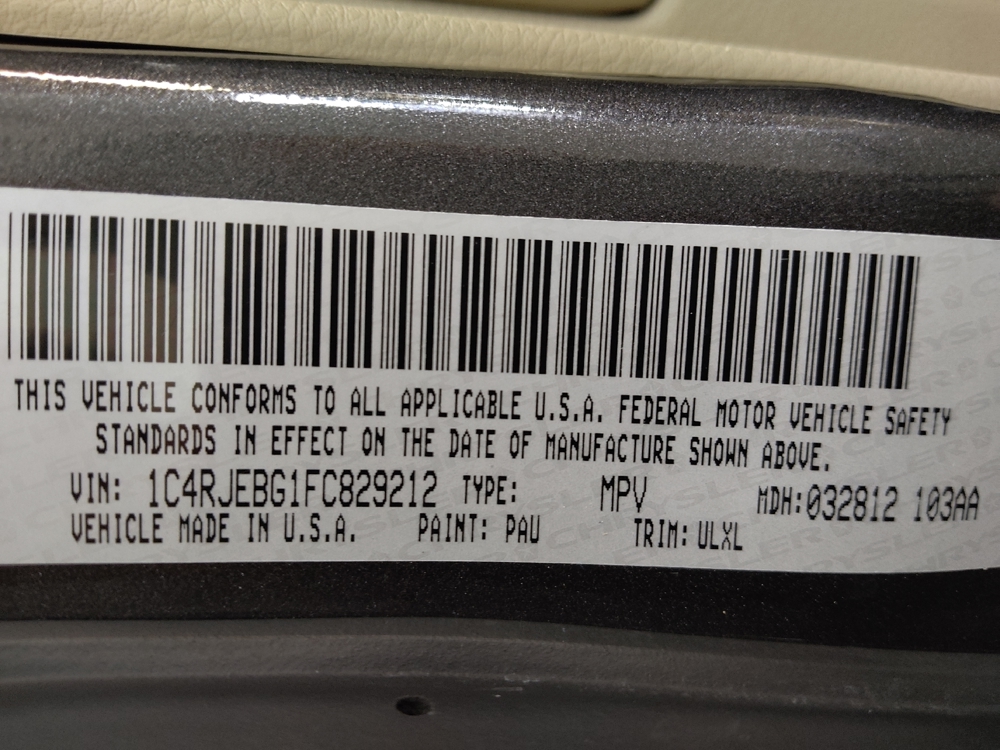 THIS VEHICLE CONFORMS TO ALL APPLICABLE U.S.A. FEDERAL MOTOR VEHICLE SAFETY
STANDARDS IN EFFECT ON THE DATE OF MANUFACTURE SHOWN ABOVE.
VIN: 1C4RJEBG1FC829212 TYPE: MPV MDH:032812 103AA
VEHICLE MADE IN U.S.A. PAINT: PAU TRIM: ULXL